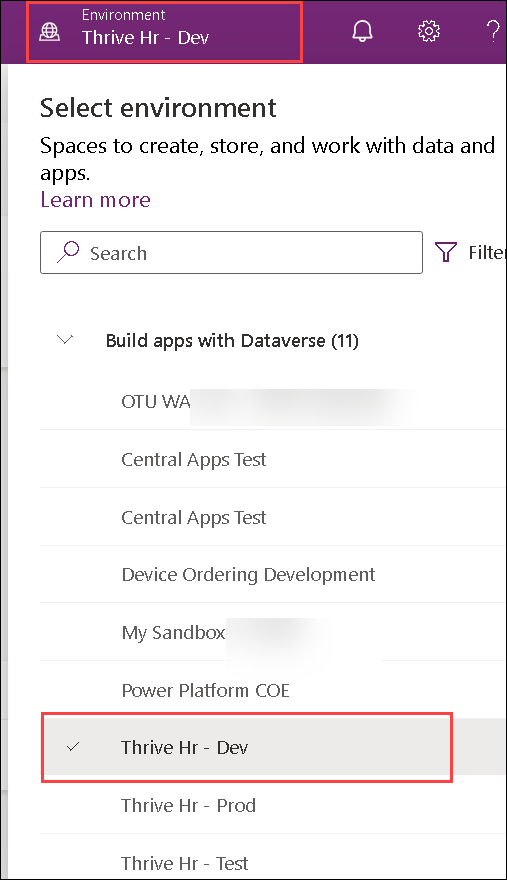 Environment
Thrive Hr - Dev
?
Select environment
Spaces to create, store, and work with data and
apps.
Learn more
Search
Filter
Build apps with Dataverse (11)
OTU WA
Central Apps Test
Central Apps Test
Device Ordering Development
My Sandbox
Power Platform COE
Thrive Hr - Dev
Thrive Hr - Prod
Thrive Hr - Test